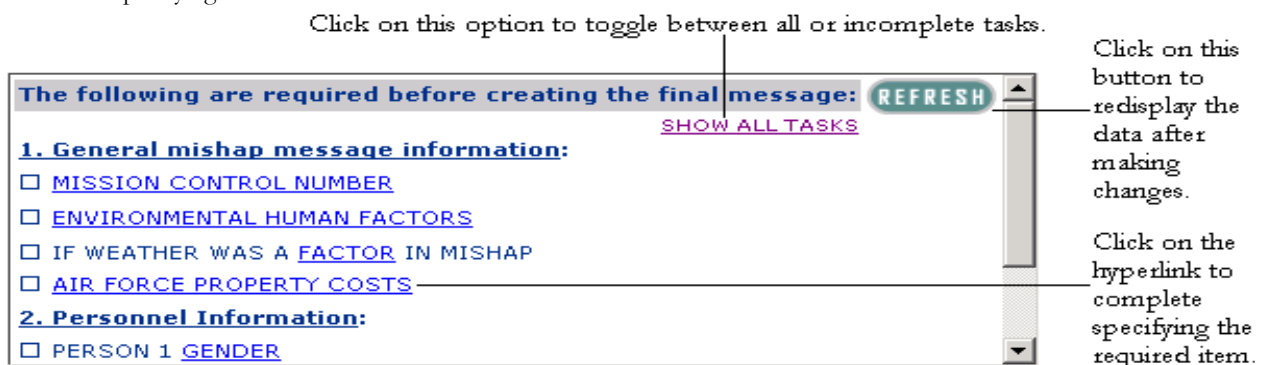 Click on this option to toggle between all or incomplete tasks.
The following are required before creating the final message: REFRESH
SHOW ALL TASKS
1. General mishap message information:
MISSION CONTROL NUMBER
ENVIRONMENTAL HUMAN FACTORS
IF WEATHER WAS A FACTOR IN MISHAP
AIR FORCE PROPERTY COSTS
2. Personnel Information:
PERSON 1 GENDER
Click on this
button to
redisplay the
data after
making
changes.
Click on the
hyperlink to
complete
specifying the
required item.